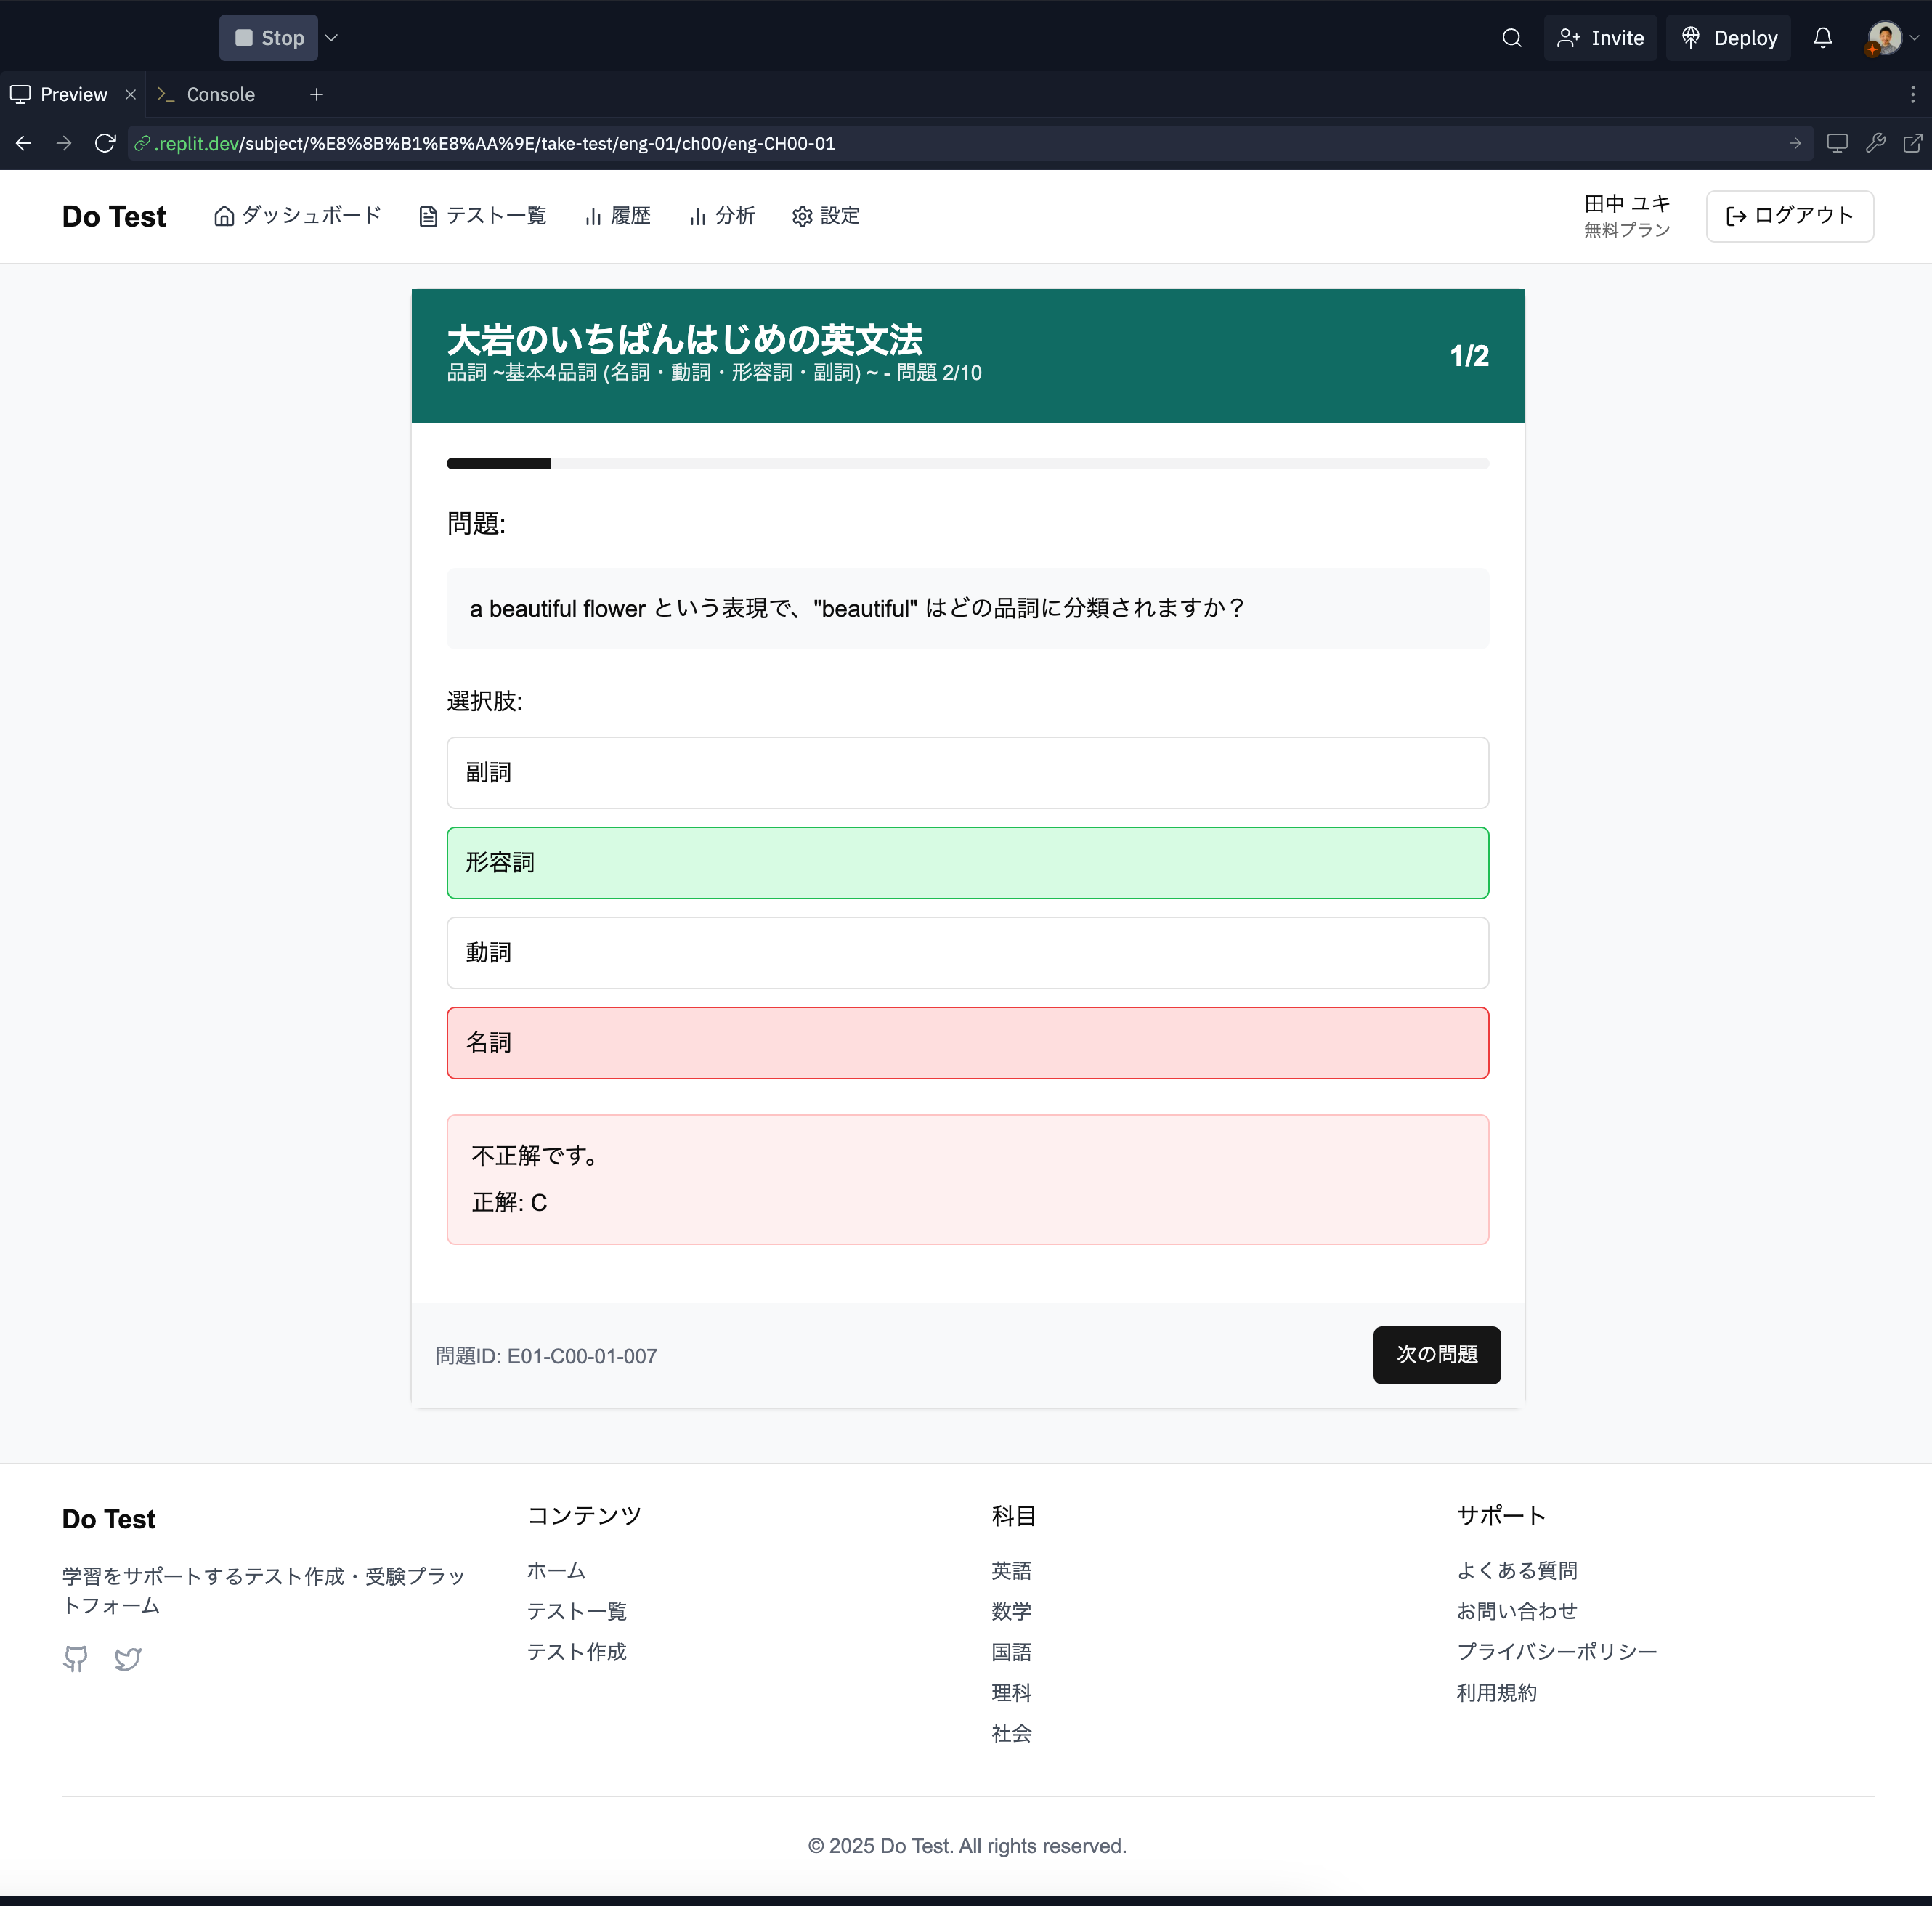 Stop
Invite
Deploy
Preview
Console
.replit.dev/subject/%E8%8B%B1%E8%AA%9E/take-test/eng-01/ch00/eng-CH00-01
Do Test
ダッシュボード
テスト一覧
履歴
分析
設定
田中 ユキ
無料プラン
ログアウト
大岩のいちばんはじめの英文法
品詞 ~基本4品詞 (名詞・動詞・形容詞・副詞) ~ - 問題 2/10
1/2
問題:
a beautiful flower という表現で、"beautiful" はどの品詞に分類されますか？
選択肢:
副詞
形容詞
動詞
名詞
不正解です。
正解: C
問題ID: E01-C00-01-007
次の問題
Do Test
学習をサポートするテスト作成・受験プラッ
トフォーム
コンテンツ
ホーム
テスト一覧
テスト作成
科目
英語
数学
国語
理科
社会
サポート
よくある質問
お問い合わせ
プライバシーポリシー
利用規約
© 2025 Do Test. All rights reserved.